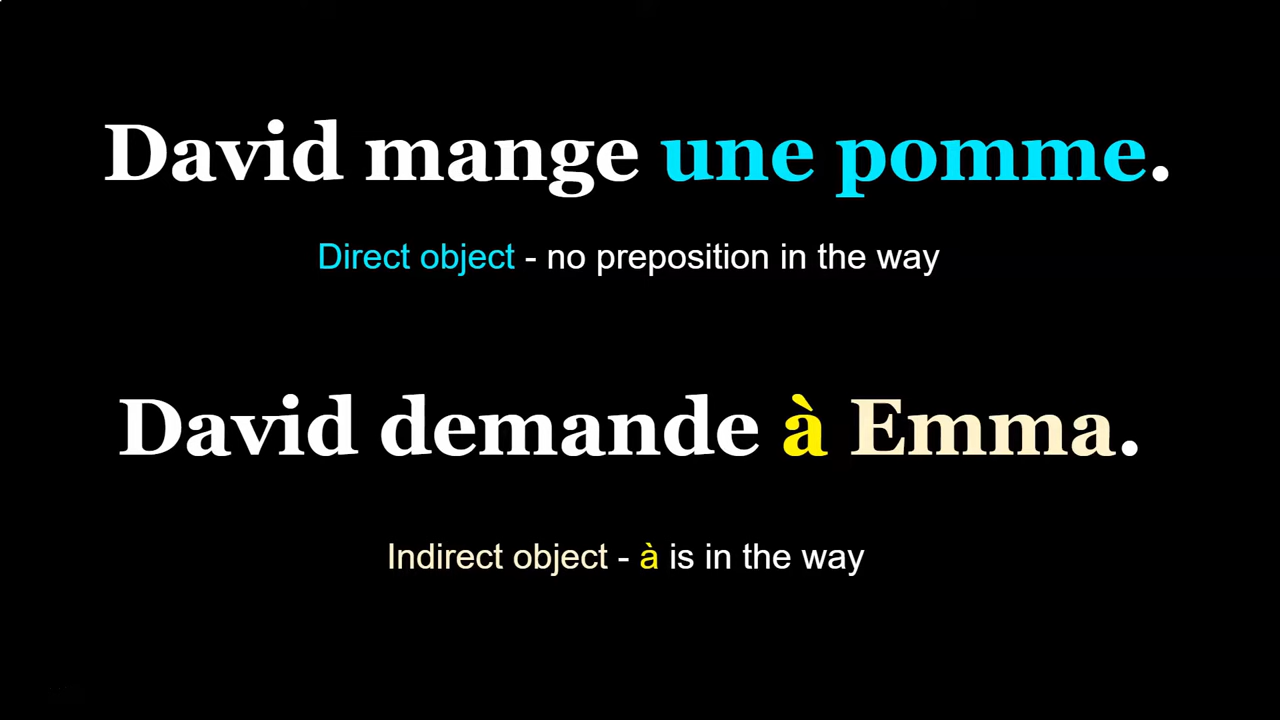 David mange une pomme.
Direct object - no preposition in the way
David demande à Emma.
Indirect object - à is in the way